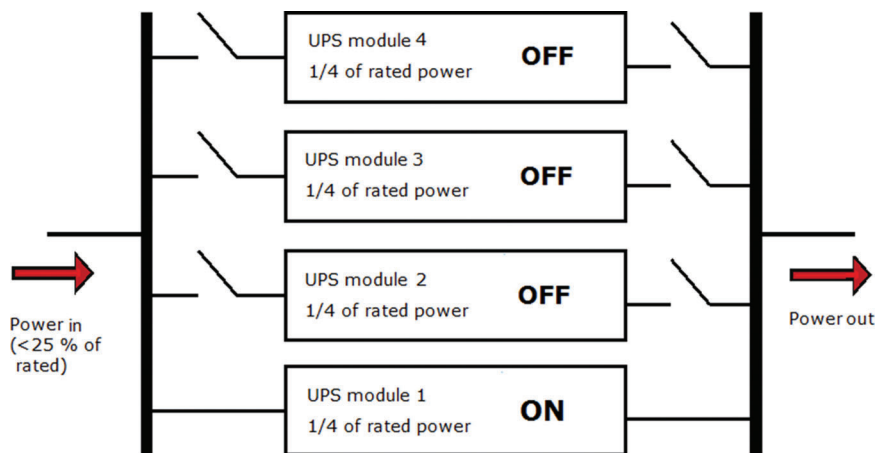 UPS module 4
1/4 of rated power
OFF
UPS module 3
1/4 of rated power
OFF
UPS module 2
1/4 of rated power
OFF
UPS module 1
1/4 of rated power
ON
Power in
(<25 % of
rated)
Power out